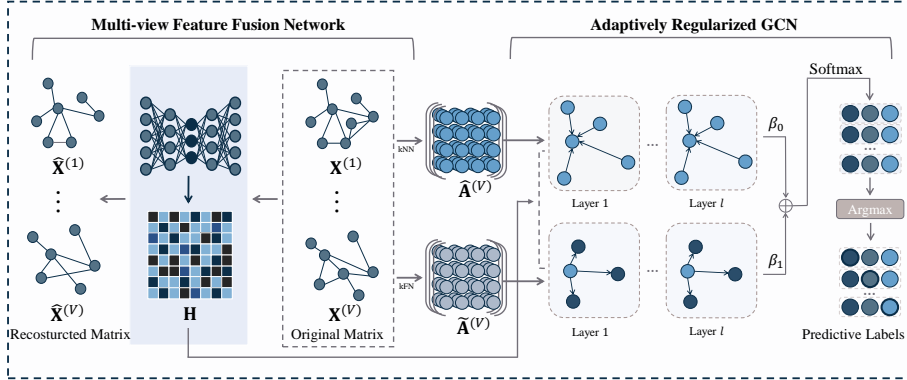 Multi-view Feature Fusion Network
Adaptively Regularized GCN
Softmax
X̂⁽¹⁾
X⁽¹⁾
kNN
Â⁽ⱽ⁾
Layer 1
...
Layer l
β₀
...
Argmax
H
X̂⁽ⱽ⁾
X⁽ⱽ⁾
kFN
Ã⁽ⱽ⁾
Layer 1
...
Layer l
β₁
...
Recosturcted Matrix
Original Matrix
Predictive Labels